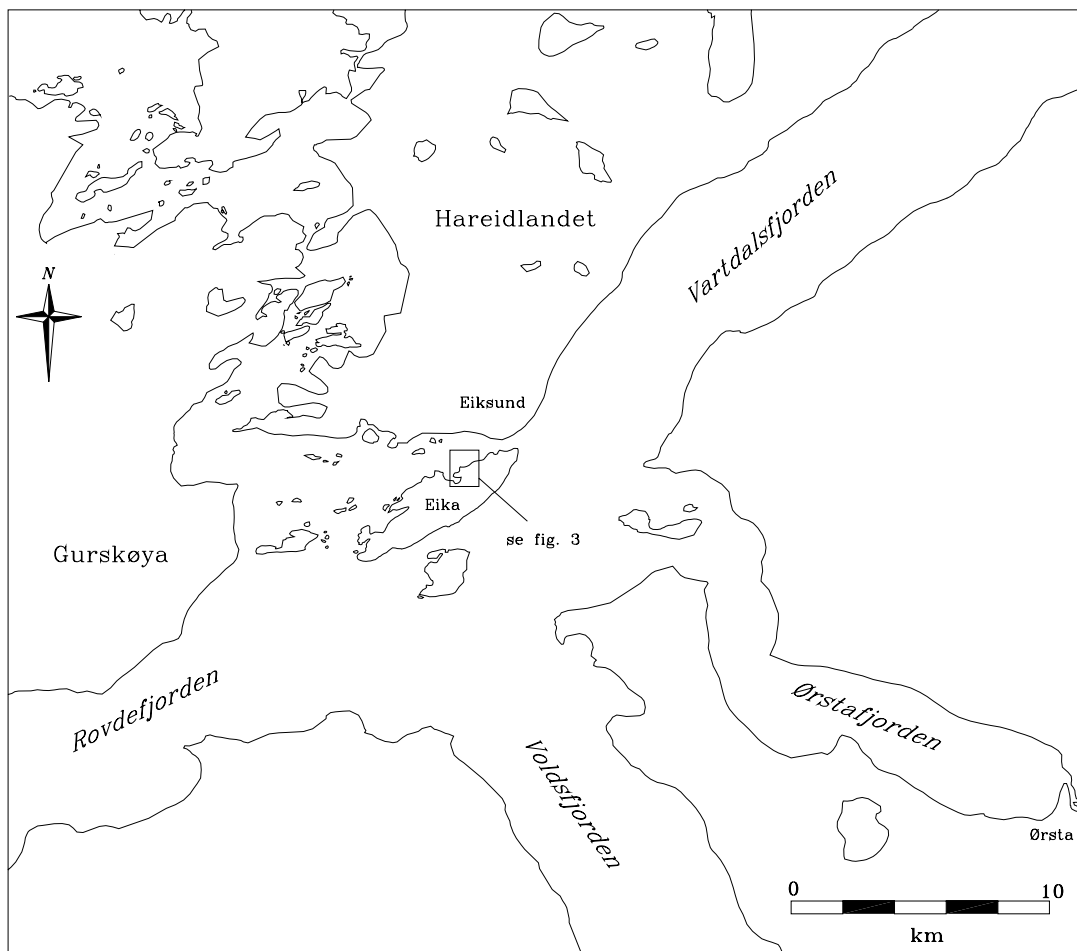 Hareidlandet
Vartdalsfjorden
N
Eiksund
Eika
se fig. 3
Gurskøya
Rovdefjorden
Voldsfjorden
Ørstafjorden
Ørsta
0 10
km